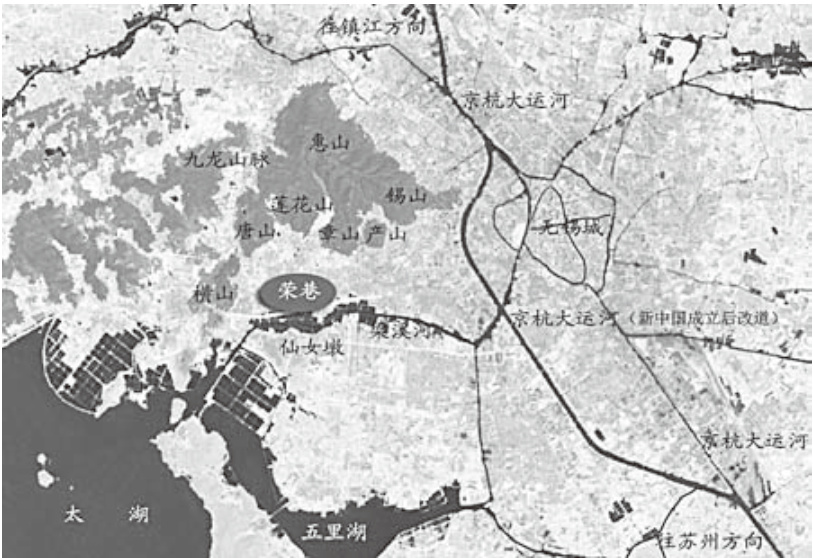 往镇江方向
京杭大运河
惠山
九龙山脉
莲花山
锡山
唐山
章山
产山
无锡城
横山
荣巷
京杭大运河（新中国成立后改道）
梁溪河
仙女墩
京杭大运河
太湖
五里湖
往苏州方向